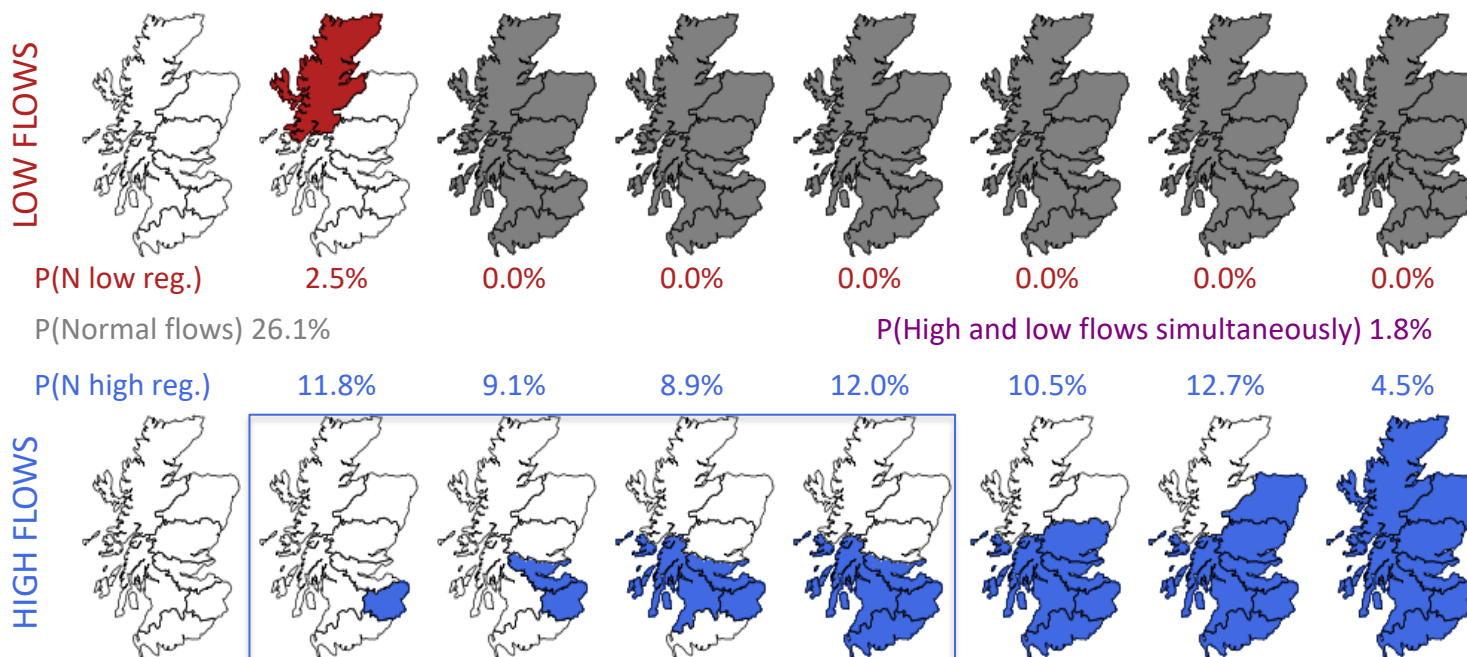 LOW FLOWS
P(N low reg.) 2.5% 0.0% 0.0% 0.0% 0.0% 0.0% 0.0%
P(Normal flows) 26.1% P(High and low flows simultaneously) 1.8%
P(N high reg.) 11.8% 9.1% 8.9% 12.0% 10.5% 12.7% 4.5%
HIGH FLOWS